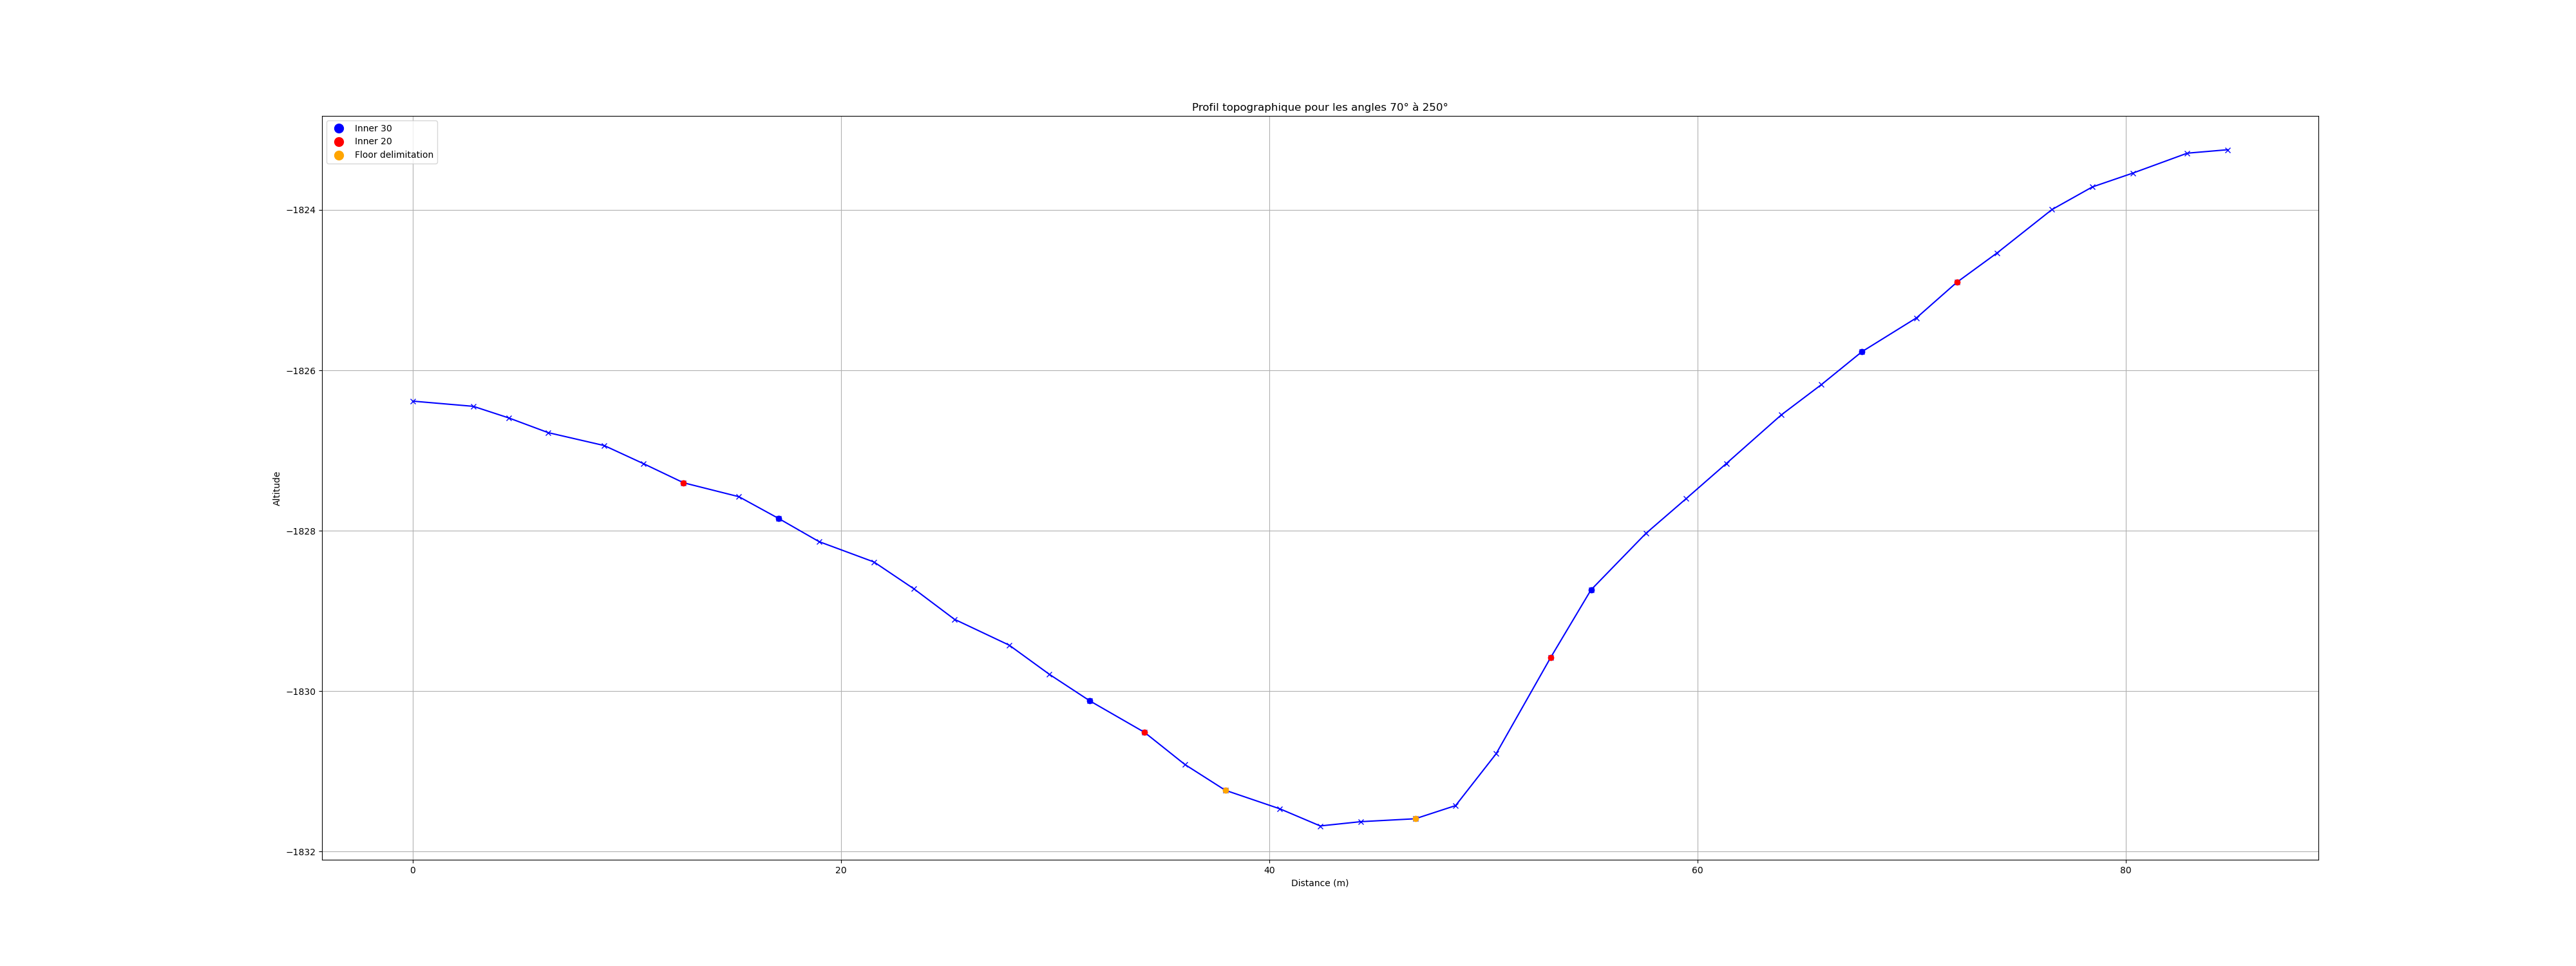 Profil topographique pour les angles 70° à 250°
Inner 30
Inner 20
Floor delimitation
−1824
−1826
−1828
−1830
−1832
Altitude
0 20 40 60 80
Distance (m)